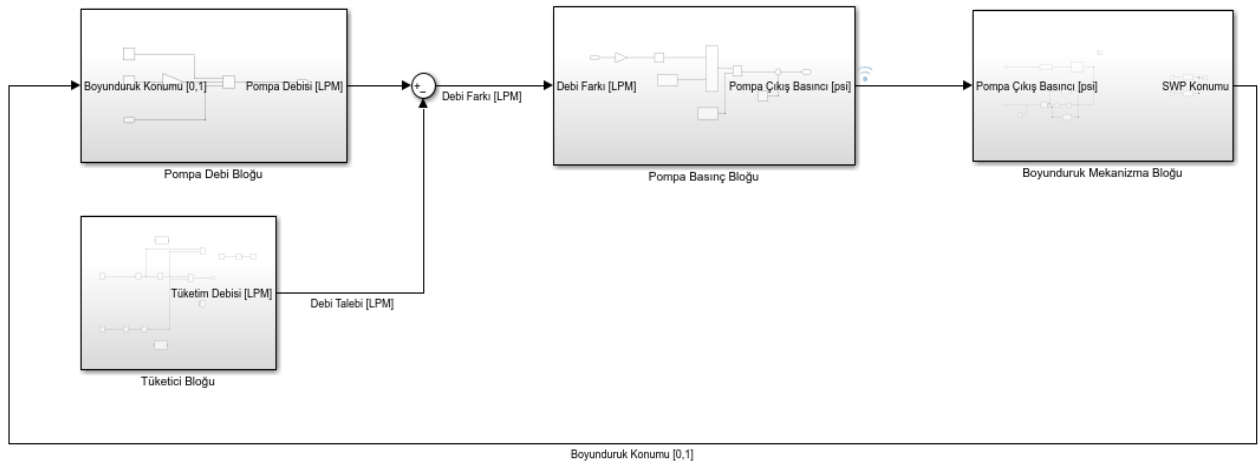 Boyunduruk Konumu [0,1]
Pompa Debisi [LPM]
Pompa Debi Bloğu
+
−
Debi Farkı [LPM]
Debi Farkı [LPM]
Pompa Çıkış Basıncı [psi]
Pompa Basınç Bloğu
Pompa Çıkış Basıncı [psi]
SWP Konumu
Boyunduruk Mekanizma Bloğu
Tüketim Debisi [LPM]
Tüketici Bloğu
Debi Talebi [LPM]
Boyunduruk Konumu [0,1]